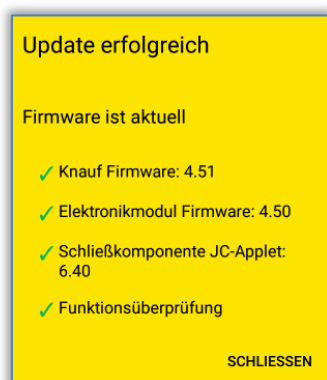 Update erfolgreich
Firmware ist aktuell
Knauf Firmware: 4.51
Elektronikmodul Firmware: 4.50
Schließkomponente JC-Applet:
6.40
Funktionsüberprüfung
SCHLIESSEN